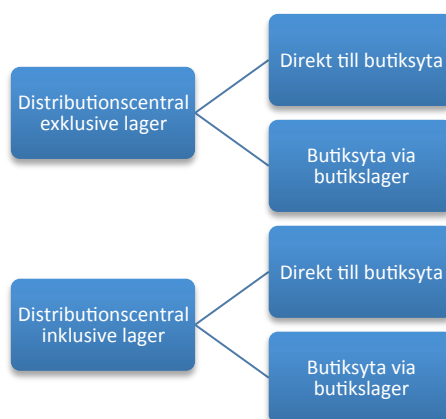 Direkt till butiksyta
Distributionscentral
exklusive lager
Butiksyta via
butikslager
Direkt till butiksyta
Distributionscentral
inklusive lager
Butiksyta via
butikslager